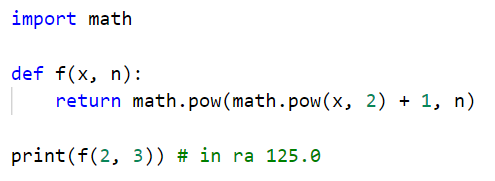 import math
def f(x, n):
    return math.pow(math.pow(x, 2) + 1, n)
print(f(2, 3)) # in ra 125.0